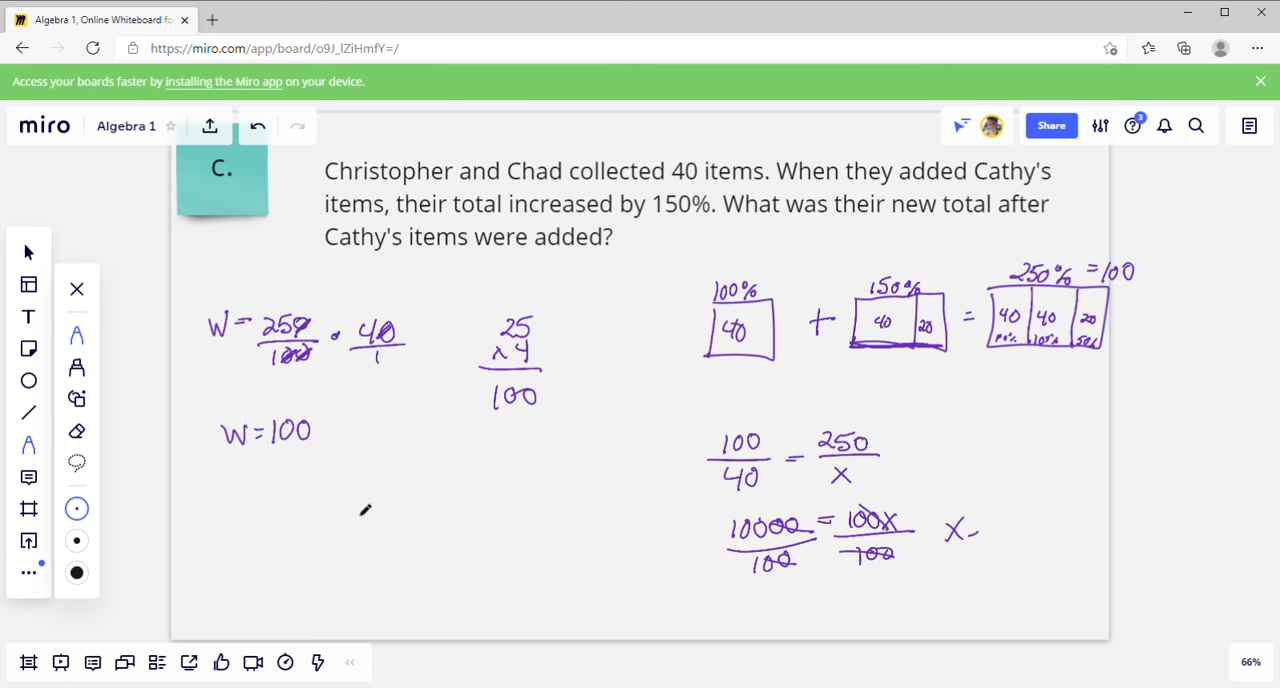 Algebra 1, Online Whiteboard fo
https://miro.com/app/board/o9J_lZiHmfY=/
Access your boards faster by installing the Miro app on your device.
miro
Algebra 1
Share
3
C.
Christopher and Chad collected 40 items. When they added Cathy's
items, their total increased by 150%. What was their new total after
Cathy's items were added?
W = 250/100 · 40/1
25
x 4
100
W = 100
100%
40
+
150%
40 20
=
250% = 100
40 40 20
100% 100% 50%
100/40 = 250/x
10000/100 = 100x/100
x-
T
66%